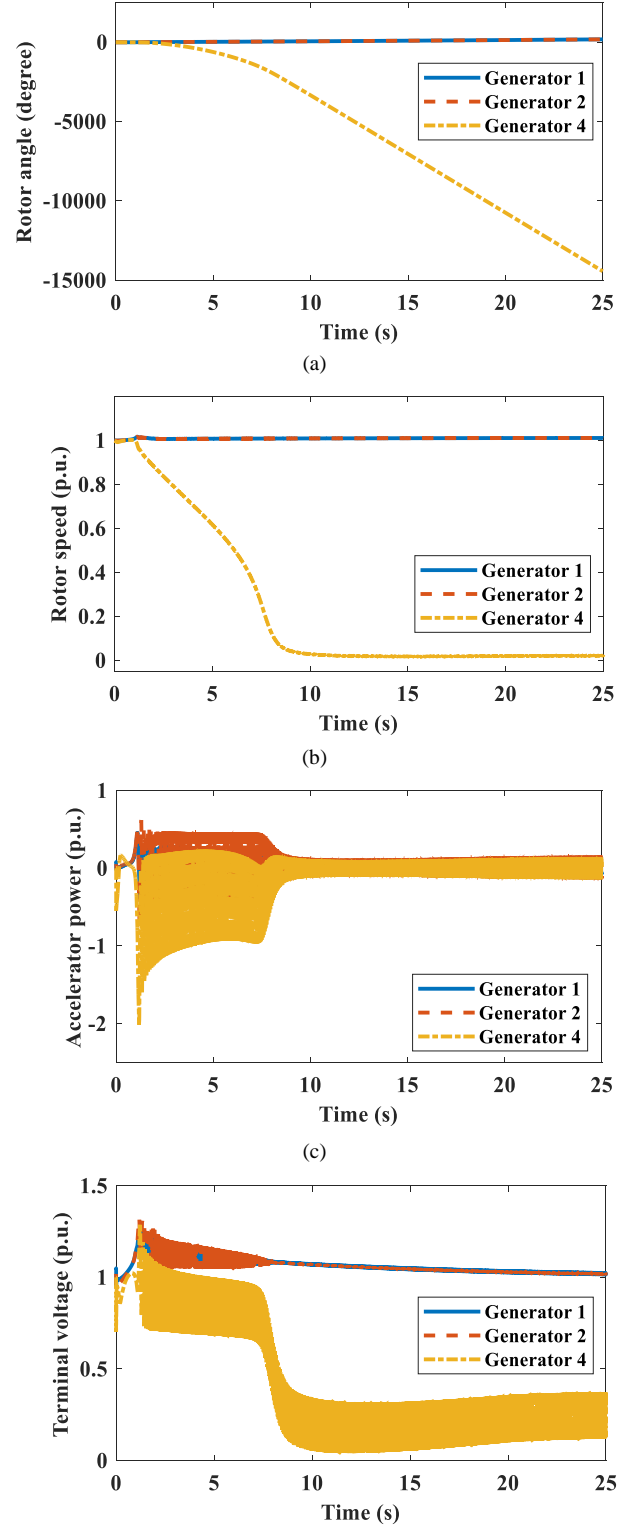 0
-5000
-10000
-15000
Rotor angle (degree)
Generator 1
Generator 2
Generator 4
0 5 10 15 20 25
Time (s)
(a)
1
0.8
0.6
0.4
0.2
0
Rotor speed (p.u.)
Generator 1
Generator 2
Generator 4
0 5 10 15 20 25
Time (s)
(b)
1
0
-1
-2
Accelerator power (p.u.)
Generator 1
Generator 2
Generator 4
0 5 10 15 20 25
Time (s)
(c)
1.5
1
0.5
0
Terminal voltage (p.u.)
Generator 1
Generator 2
Generator 4
0 5 10 15 20 25
Time (s)